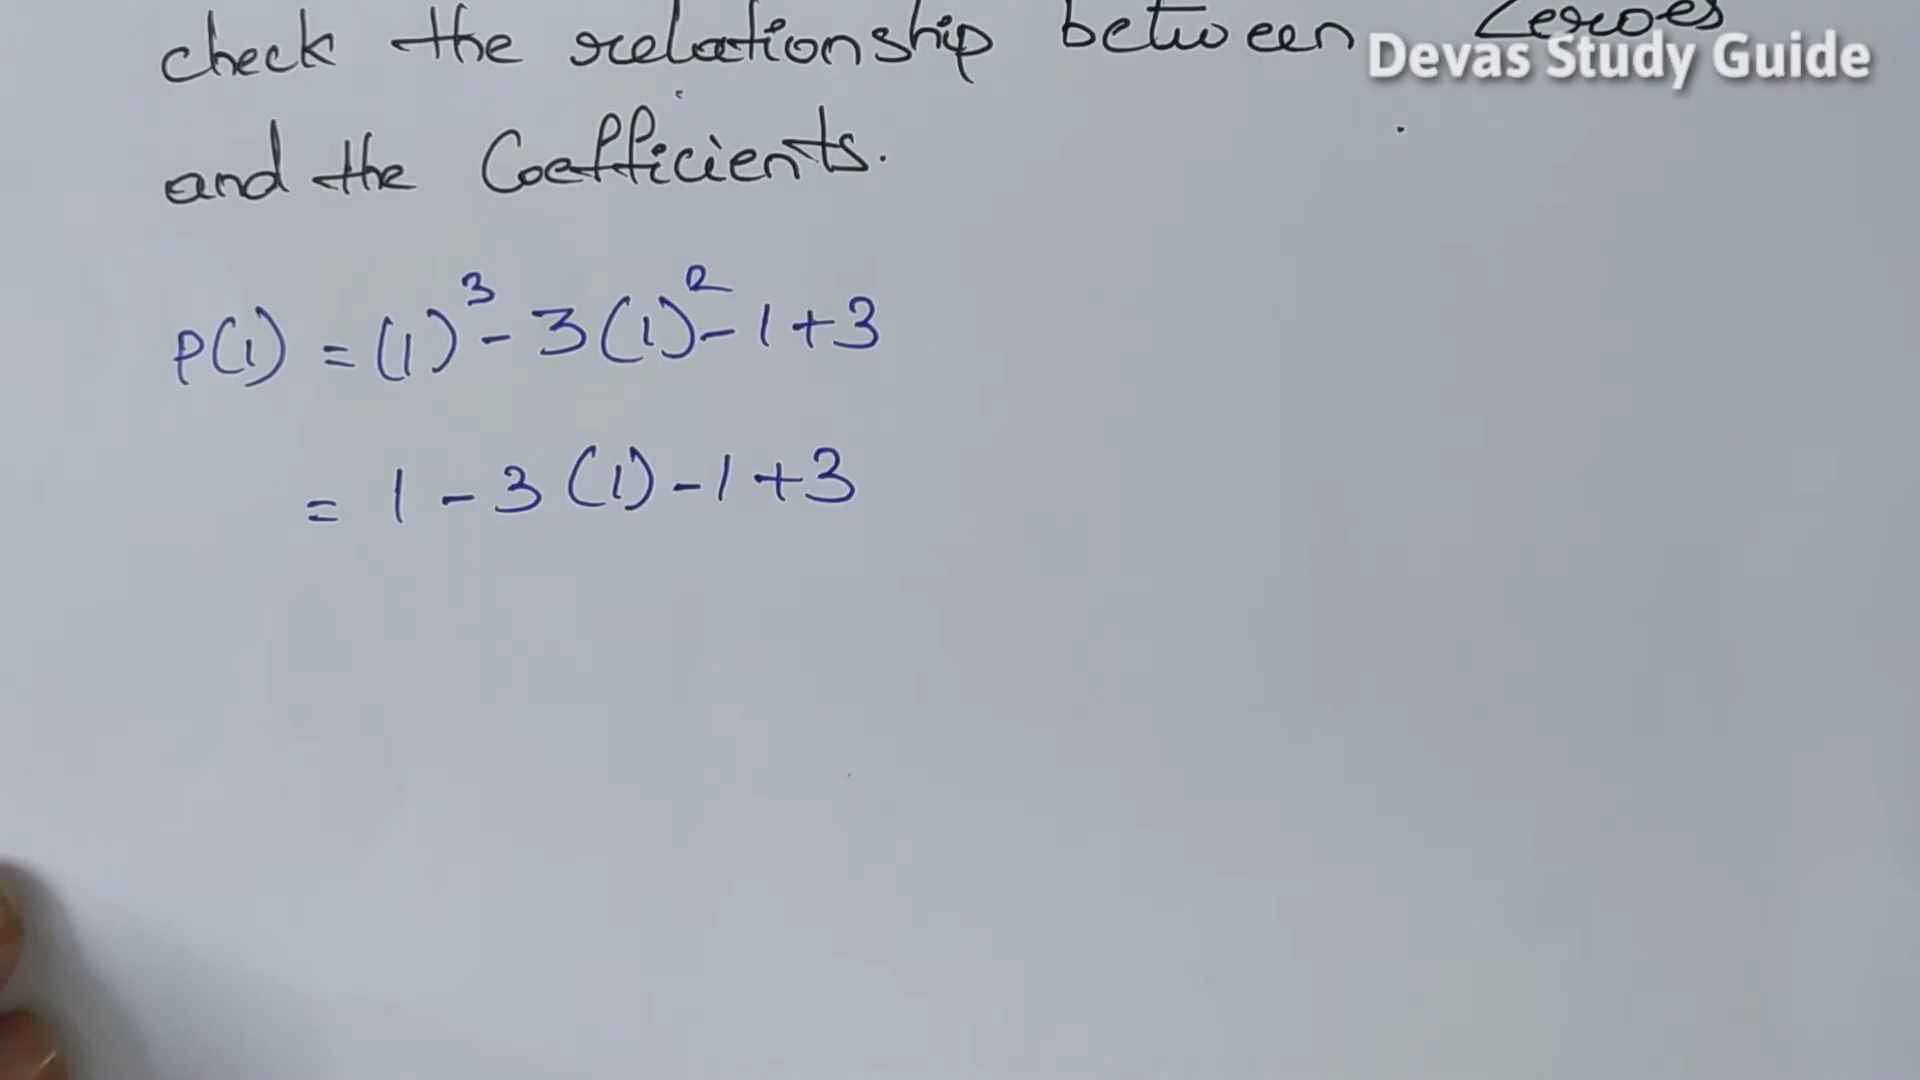 check the relationship between Zeroes
Devas Study Guide
and the Coefficients.
P(1) = (1)³ - 3(1)² - 1 + 3
= 1 - 3 (1) - 1 + 3